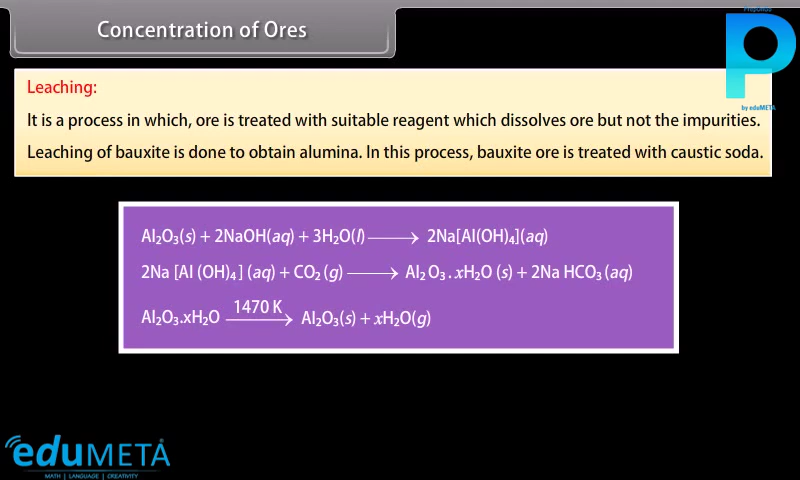 Concentration of Ores
P
by eduMETA
Leaching:
It is a process in which, ore is treated with suitable reagent which dissolves ore but not the impurities.
Leaching of bauxite is done to obtain alumina. In this process, bauxite ore is treated with caustic soda.
Al₂O₃(s) + 2NaOH(aq) + 3H₂O(l) ⟶ 2Na[Al(OH)₄](aq)
2Na [Al (OH)₄] (aq) + CO₂ (g) ⟶ Al₂ O₃ . xH₂O (s) + 2Na HCO₃ (aq)
Al₂O₃.xH₂O —1470 K→ Al₂O₃(s) + xH₂O(g)
eduMETA
MATH | LANGUAGE | CREATIVITY